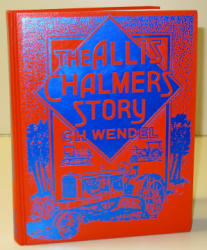 THE ALLIS
CHALMERS
STORY
C.H. WENDEL